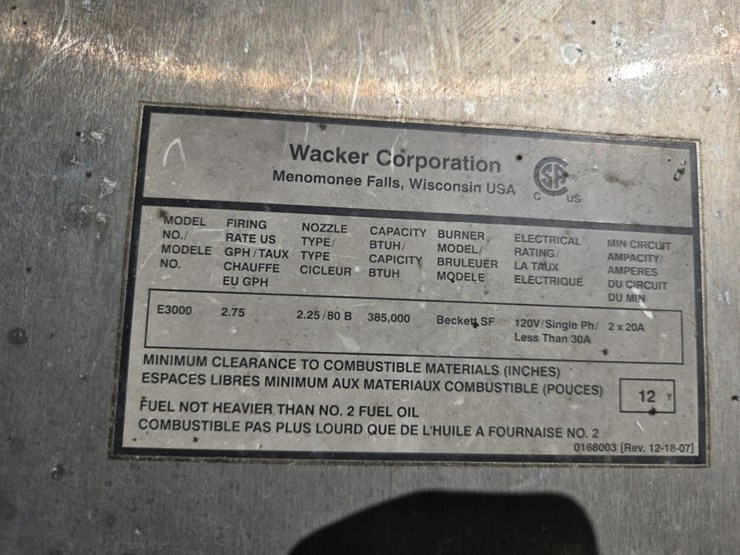 Wacker Corporation
Menomonee Falls, Wisconsin USA
SA
C US
MODEL NO./ MODELE NO.
FIRING RATE US GPH/TAUX CHAUFFE EU GPH
NOZZLE TYPE/ TYPE CICLEUR
CAPACITY BTUH/ CAPICITY BTUH
BURNER MODEL/ BRULEUER MODELE
ELECTRICAL RATING/ LA TAUX ELECTRIQUE
MIN CIRCUIT AMPACITY/ AMPERES DU CIRCUIT DU MIN
E3000 2.75 2.25/80 B 385,000 Beckett SF 120V/Single Ph/ 2 x 20A
Less Than 30A
MINIMUM CLEARANCE TO COMBUSTIBLE MATERIALS (INCHES)
ESPACES LIBRES MINIMUM AUX MATERIAUX COMBUSTIBLE (POUCES)
12
FUEL NOT HEAVIER THAN NO. 2 FUEL OIL
COMBUSTIBLE PAS PLUS LOURD QUE DE L'HUILE A FOURNAISE NO. 2
0168003 [Rev. 12-18-07]